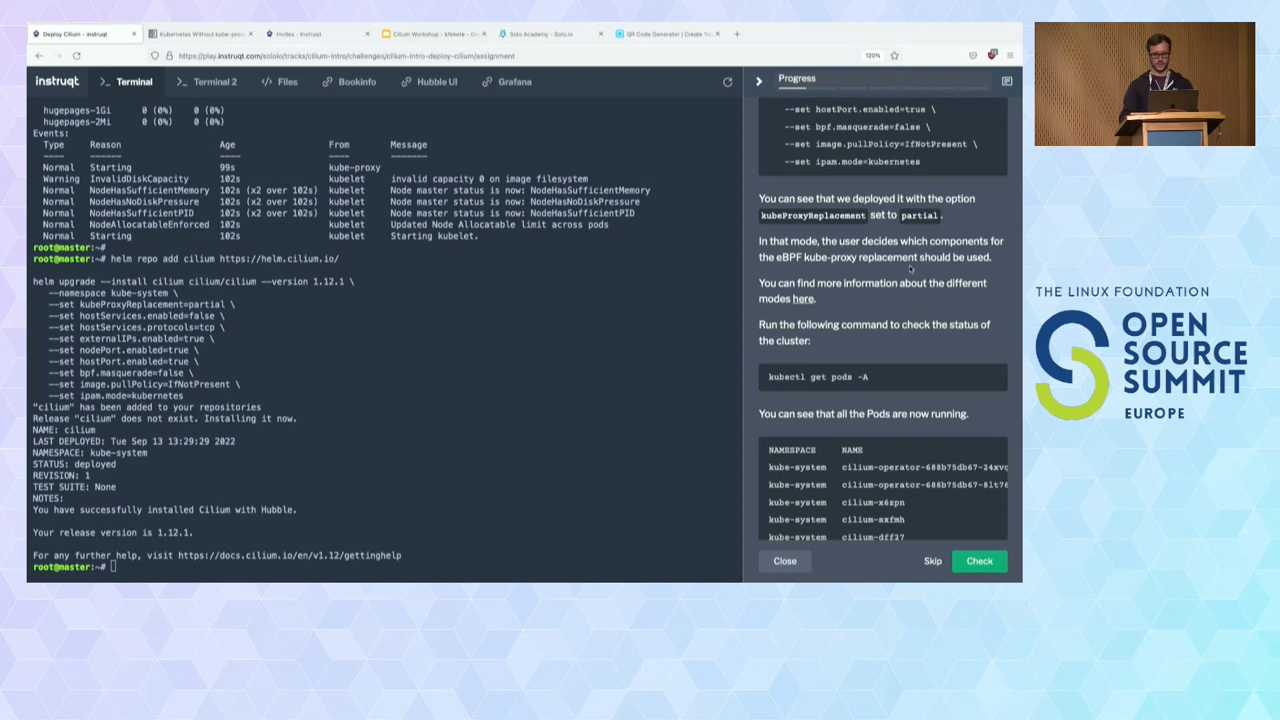 Deploy Cilium - Instruqt
Kubernetes Without kube-proxy
Invites - Instruqt
Cilium Workshop - kfekete - Go
Solo Academy - Solo.io
QR Code Generator | Create Yo
https://play.instruqt.com/soloio/tracks/cilium-intro/challenges/cilium-intro-deploy-cilium/assignment
120%
instruqt
Terminal
Terminal 2
Files
Bookinfo
Hubble UI
Grafana
Progress
hugepages-1Gi 0 (0%) 0 (0%)
hugepages-2Mi 0 (0%) 0 (0%)
Events:
Type Reason Age From Message
---- ------ ---- ---- -------
Normal Starting 99s kube-proxy
Warning InvalidDiskCapacity 102s kubelet invalid capacity 0 on image filesystem
Normal NodeHasSufficientMemory 102s (x2 over 102s) kubelet Node master status is now: NodeHasSufficientMemory
Normal NodeHasNoDiskPressure 102s (x2 over 102s) kubelet Node master status is now: NodeHasNoDiskPressure
Normal NodeHasSufficientPID 102s (x2 over 102s) kubelet Node master status is now: NodeHasSufficientPID
Normal NodeAllocatableEnforced 102s kubelet Updated Node Allocatable limit across pods
Normal Starting 102s kubelet Starting kubelet.
root@master:~#
root@master:~# helm repo add cilium https://helm.cilium.io/
helm upgrade --install cilium cilium/cilium --version 1.12.1 \
--namespace kube-system \
--set kubeProxyReplacement=partial \
--set hostServices.enabled=false \
--set hostServices.protocols=tcp \
--set externalIPs.enabled=true \
--set nodePort.enabled=true \
--set hostPort.enabled=true \
--set bpf.masquerade=false \
--set image.pullPolicy=IfNotPresent \
--set ipam.mode=kubernetes
"cilium" has been added to your repositories
Release "cilium" does not exist. Installing it now.
NAME: cilium
LAST DEPLOYED: Tue Sep 13 13:29:29 2022
NAMESPACE: kube-system
STATUS: deployed
REVISION: 1
TEST SUITE: None
NOTES:
You have successfully installed Cilium with Hubble.
Your release version is 1.12.1.
For any further help, visit https://docs.cilium.io/en/v1.12/gettinghelp
root@master:~#
--set hostPort.enabled=true \
--set bpf.masquerade=false \
--set image.pullPolicy=IfNotPresent \
--set ipam.mode=kubernetes
You can see that we deployed it with the option
kubeProxyReplacement set to partial.
In that mode, the user decides which components for
the eBPF kube-proxy replacement should be used.
You can find more information about the different
modes here.
Run the following command to check the status of
the cluster:
kubectl get pods -A
You can see that all the Pods are now running.
NAMESPACE NAME
kube-system cilium-operator-688b75db67-24xvq
kube-system cilium-operator-688b75db67-8lt76
kube-system cilium-x6zpn
kube-system cilium-sxfmh
kube-system cilium-dff27
Close
Skip
Check
THE LINUX FOUNDATION
OPEN
SOURCE
SUMMIT
EUROPE